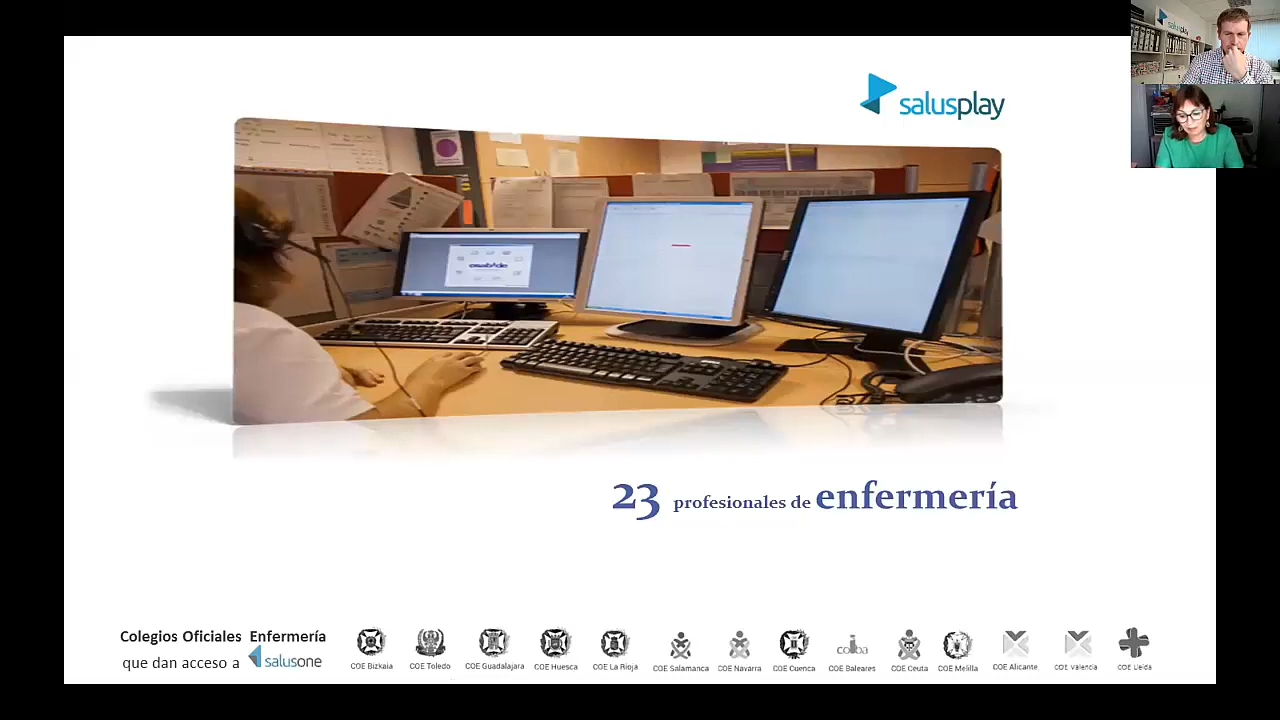 salusplay
salusplay
osabide
23 profesionales de enfermería
Colegios Oficiales Enfermería
que dan acceso a salusone
COE Bizkaia
COE Toledo
COE Guadalajara
COE Huesca
COE La Rioja
COE Salamanca
COE Navarra
COE Cuenca
COE Baleares
COE Ceuta
COE Melilla
COE Alicante
COE Valencia
COE Lleida